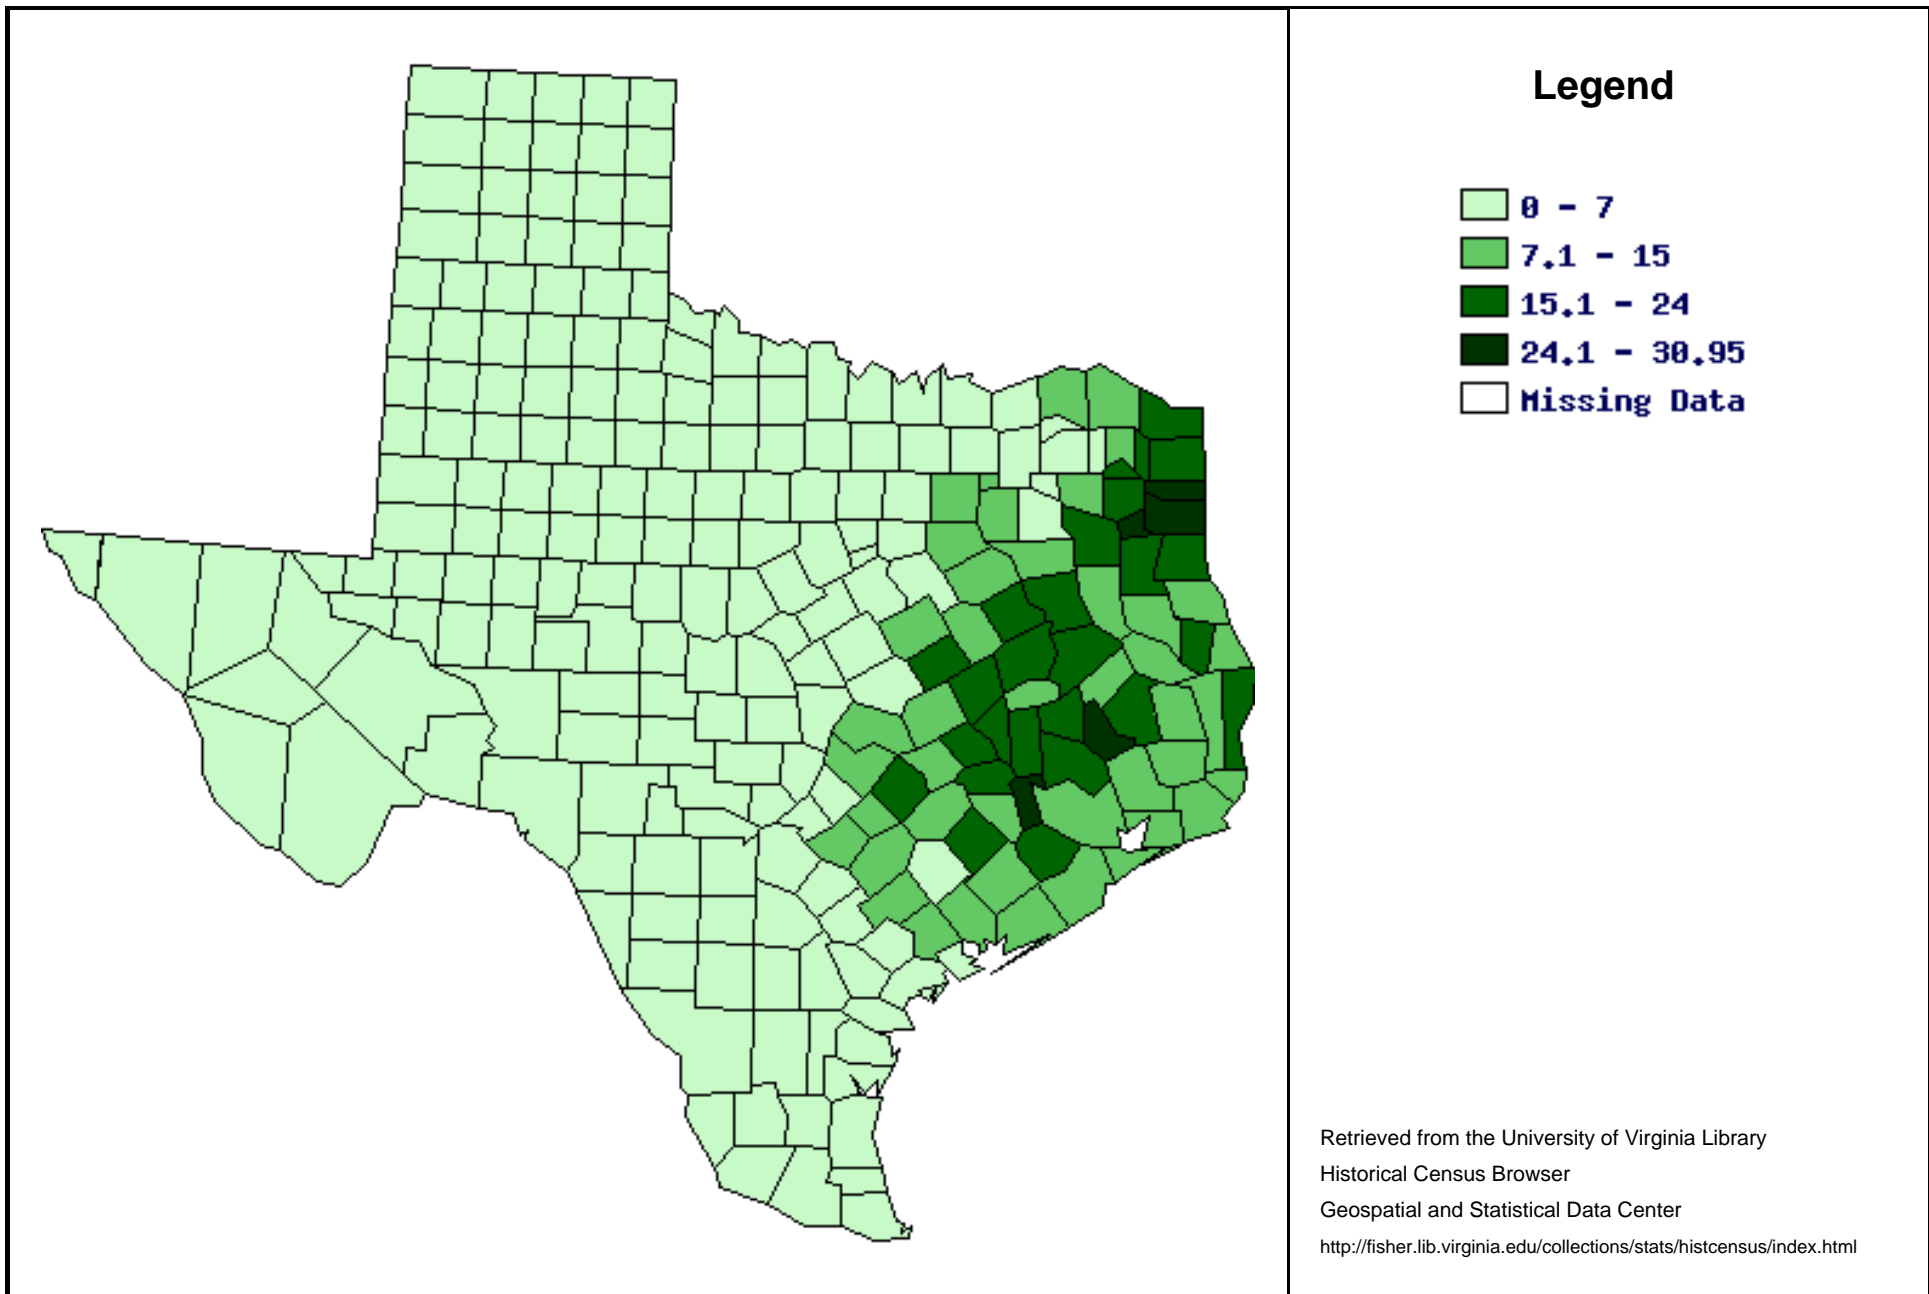 Legend
0 - 7
7.1 - 15
15.1 - 24
24.1 - 30.95
Missing Data
Retrieved from the University of Virginia Library
Historical Census Browser
Geospatial and Statistical Data Center
http://fisher.lib.virginia.edu/collections/stats/histcensus/index.html